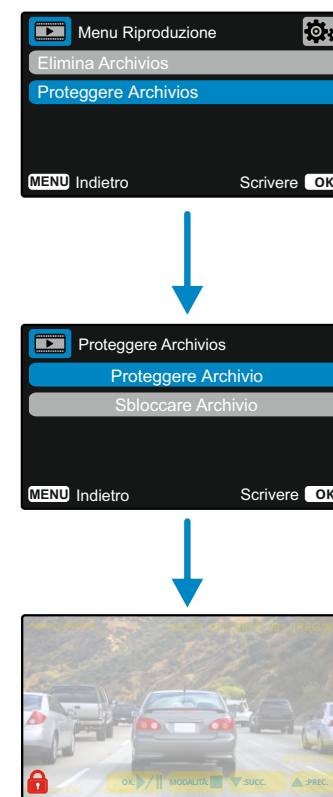 Menu Riproduzione
Elimina Archivios
Proteggere Archivios
MENU Indietro Scrivere OK
Proteggere Archivios
Proteggere Archivio
Sbloccare Archivio
MENU Indietro Scrivere OK
OK: MODALITÀ: :SUCC. :PREC.